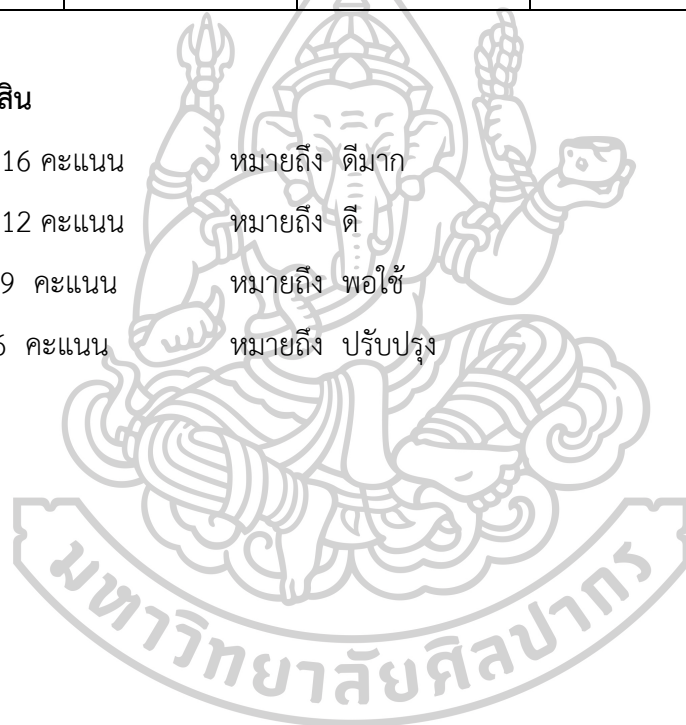 สิน
16 คะแนน หมายถึง ดีมาก
12 คะแนน หมายถึง ดี
9 คะแนน หมายถึง พอใช้
คะแนน หมายถึง ปรับปรุง
มหาวิทยาลัยศิลปากร